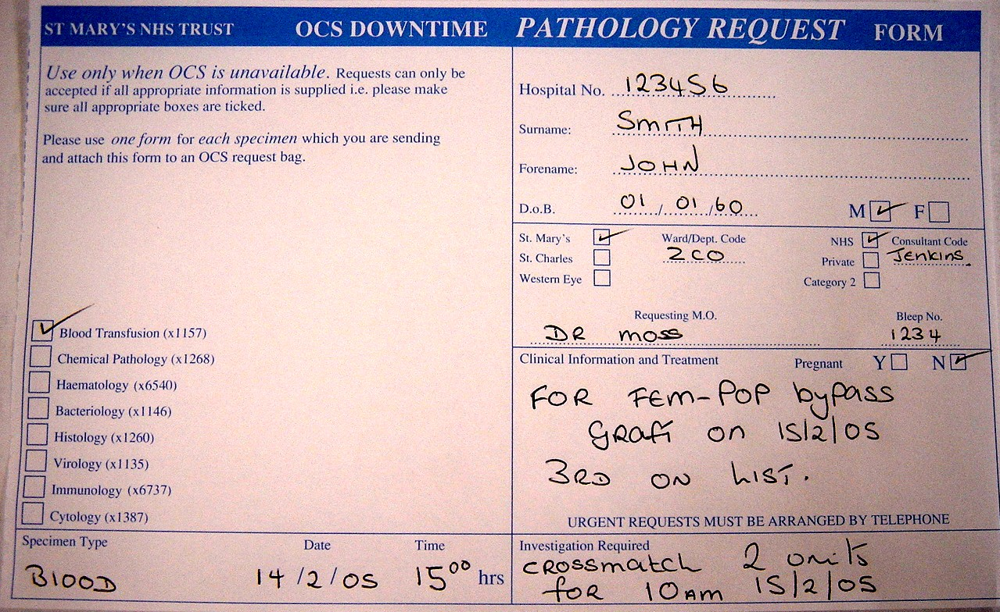 ST MARY'S NHS TRUST OCS DOWNTIME PATHOLOGY REQUEST FORM
Use only when OCS is unavailable. Requests can only be
accepted if all appropriate information is supplied i.e. please make
sure all appropriate boxes are ticked.
Please use one form for each specimen which you are sending
and attach this form to an OCS request bag.
Blood Transfusion (x1157)
Chemical Pathology (x1268)
Haematology (x6540)
Bacteriology (x1146)
Histology (x1260)
Virology (x1135)
Immunology (x6737)
Cytology (x1387)
Specimen Type Date Time
BlOOD 14/2/05 15 00 hrs
Hospital No. 123456
Surname: SmITH
Forename: JOHN
D.o.B. 01/01/60 M F
St. Mary's Ward/Dept. Code NHS Consultant Code
St. Charles 2CO Private Jenkins
Western Eye Category 2
Requesting M.O. Bleep No.
DR moss 1234
Clinical Information and Treatment Pregnant Y N
FOR FEM-POP bypass
GRaft on 15/2/05
3RD ON LIST.
URGENT REQUESTS MUST BE ARRANGED BY TELEPHONE
Investigation Required
CROSSmatch 2 units
for 10am 15/2/05